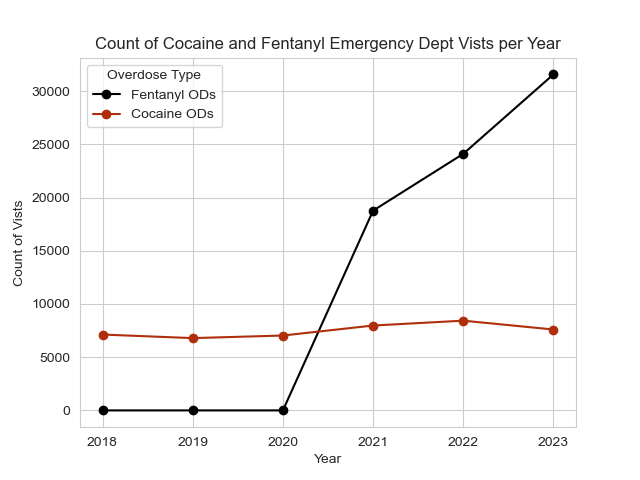 Count of Cocaine and Fentanyl Emergency Dept Vists per Year
Overdose Type
Fentanyl ODs
Cocaine ODs
Count of Vists
30000
25000
20000
15000
10000
5000
0
2018 2019 2020 2021 2022 2023
Year